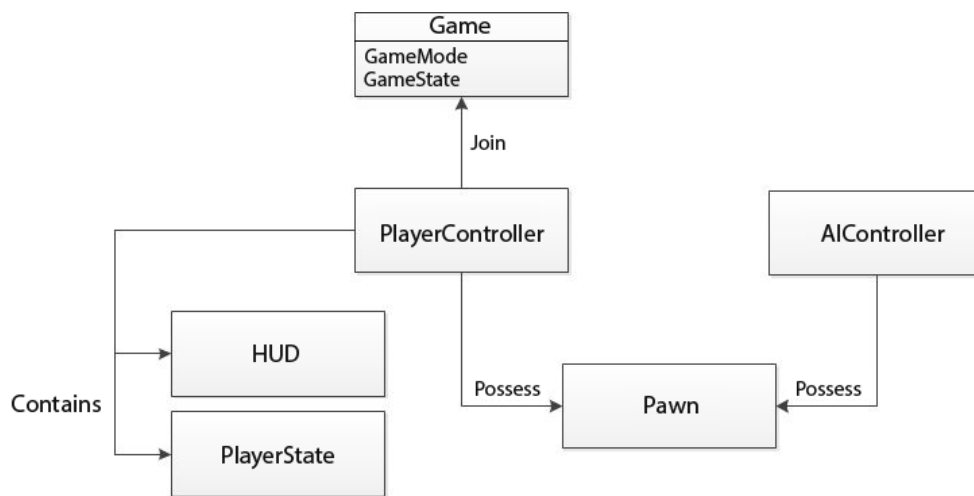 Game
GameMode
GameState
Join
PlayerController
AIController
HUD
Possess
Pawn
Possess
Contains
PlayerState